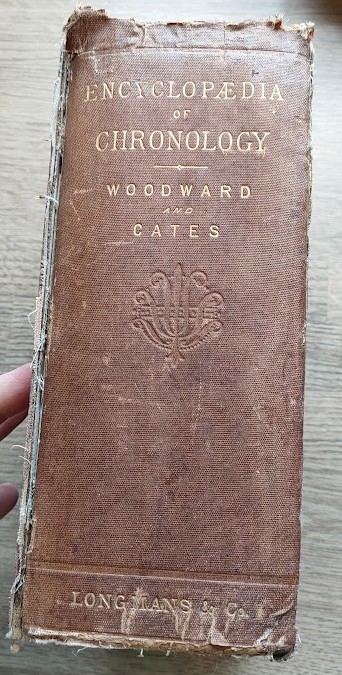 ENCYCLOPÆDIA
OF
CHRONOLOGY
WOODWARD
AND
CATES
LONGMANS & Co.